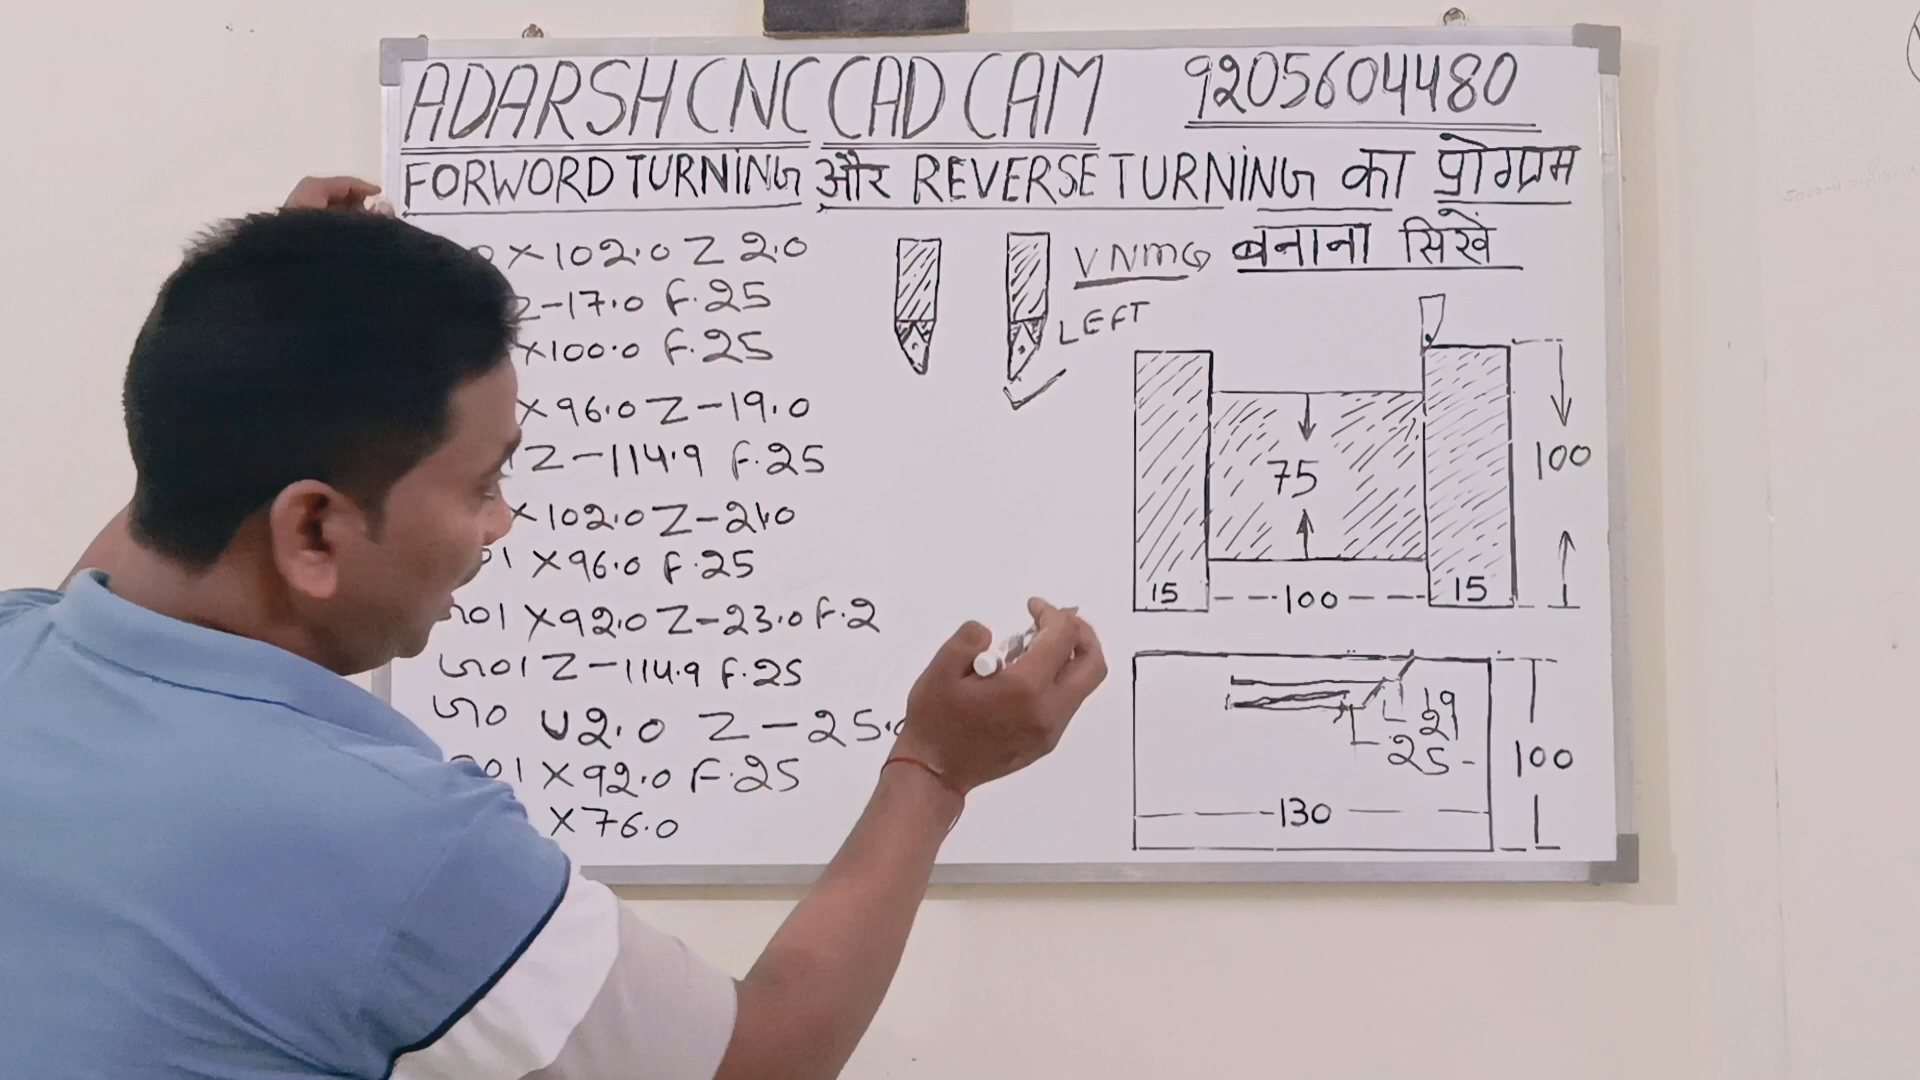 ADARSH CNC CAD CAM 9205604480
FORWORD TURNING और REVERSE TURNING का प्रोग्राम
बनाना सिखें
X102.0 Z 2.0
Z-17.0 F.25
X100.0 F.25
X96.0 Z-19.0
Z-114.9 F.25
X102.0 Z-21.0
01 X96.0 F.25
G01 X92.0 Z-23.0 F.2
G01 Z-114.9 F.25
G0 U2.0 Z-25.
01 X92.0 F.25
X76.0
VNMG
LEFT
75
100
15
100
15
19
21
25
100
130